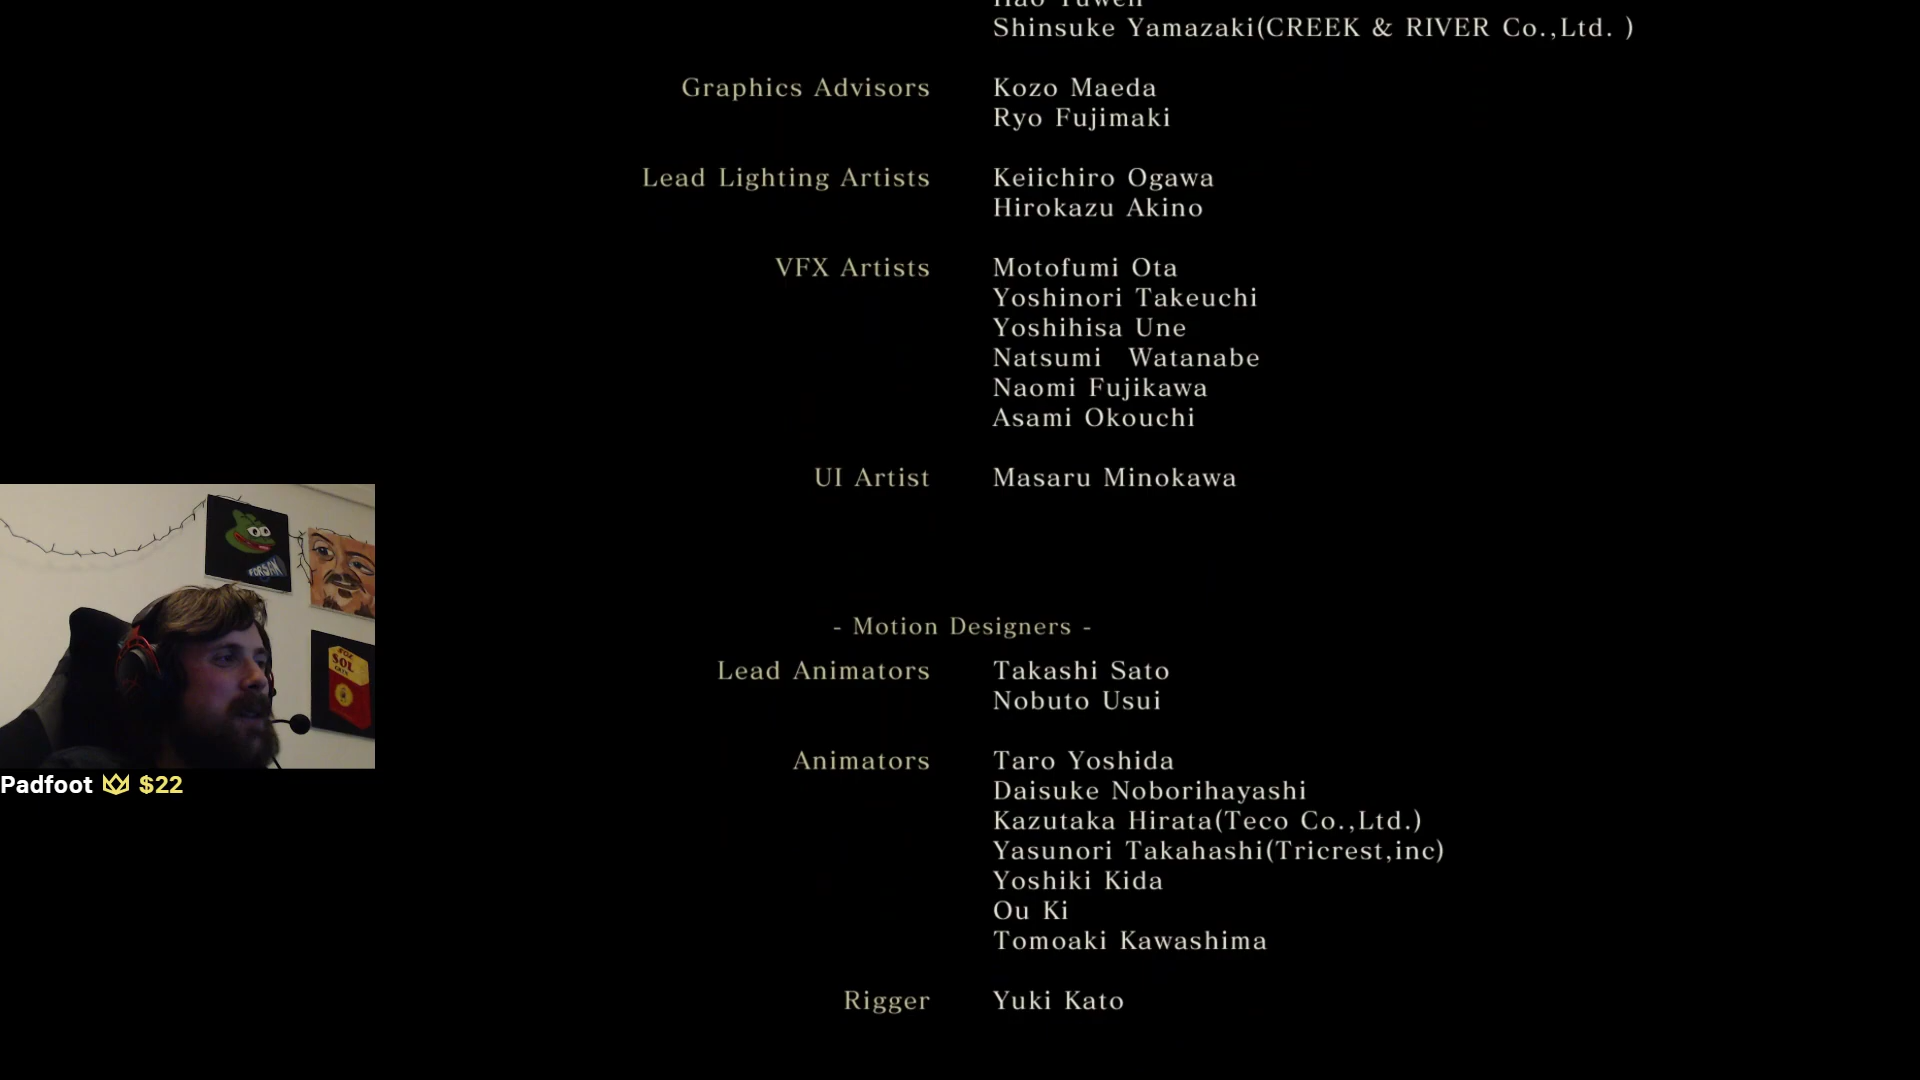 Shinsuke Yamazaki(CREEK & RIVER Co.,Ltd. )
Graphics Advisors Kozo Maeda
Ryo Fujimaki
Lead Lighting Artists Keiichiro Ogawa
Hirokazu Akino
VFX Artists Motofumi Ota
Yoshinori Takeuchi
Yoshihisa Une
Natsumi Watanabe
Naomi Fujikawa
Asami Okouchi
UI Artist Masaru Minokawa
- Motion Designers -
Lead Animators Takashi Sato
Nobuto Usui
Animators Taro Yoshida
Daisuke Noborihayashi
Kazutaka Hirata(Teco Co.,Ltd.)
Yasunori Takahashi(Tricrest,inc)
Yoshiki Kida
Ou Ki
Tomoaki Kawashima
Rigger Yuki Kato
FORSAN
SOL
Padfoot $22